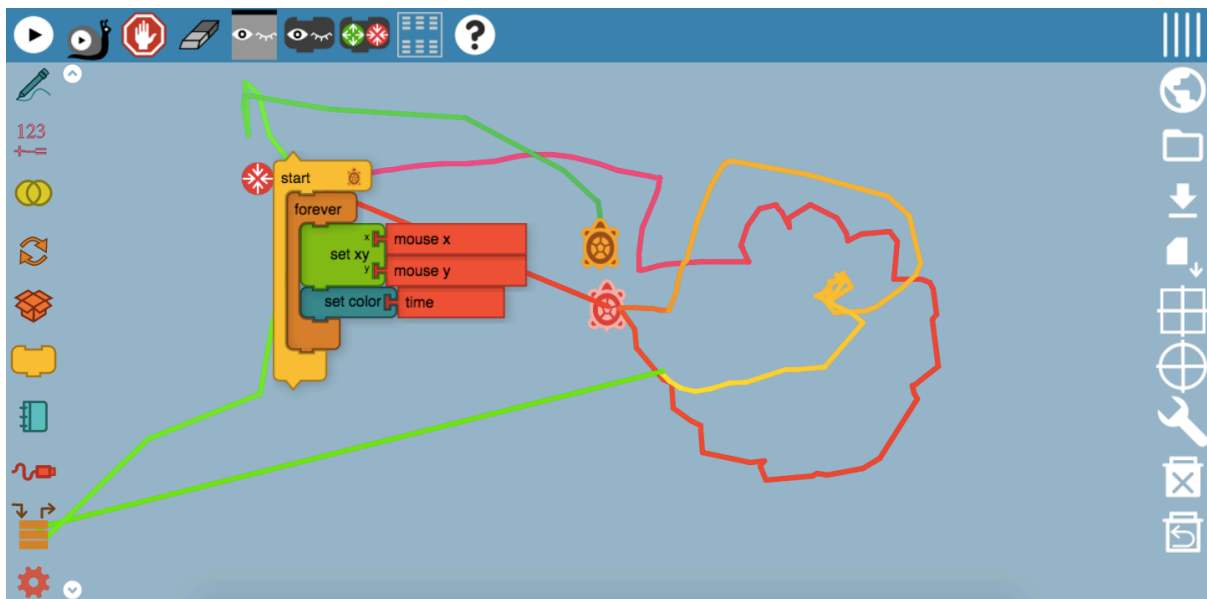 ?
123
+−=
start
forever
x
mouse x
set xy
y
mouse y
set color
time